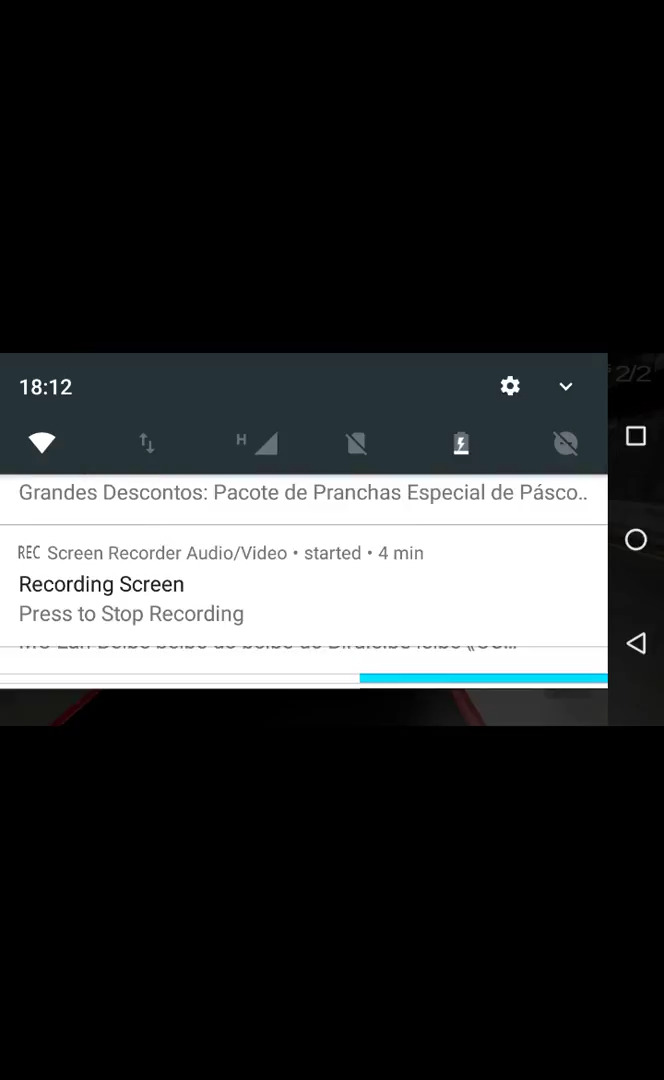 18:12
2/2
H
Grandes Descontos: Pacote de Pranchas Especial de Pásco..
REC Screen Recorder Audio/Video • started • 4 min
Recording Screen
Press to Stop Recording